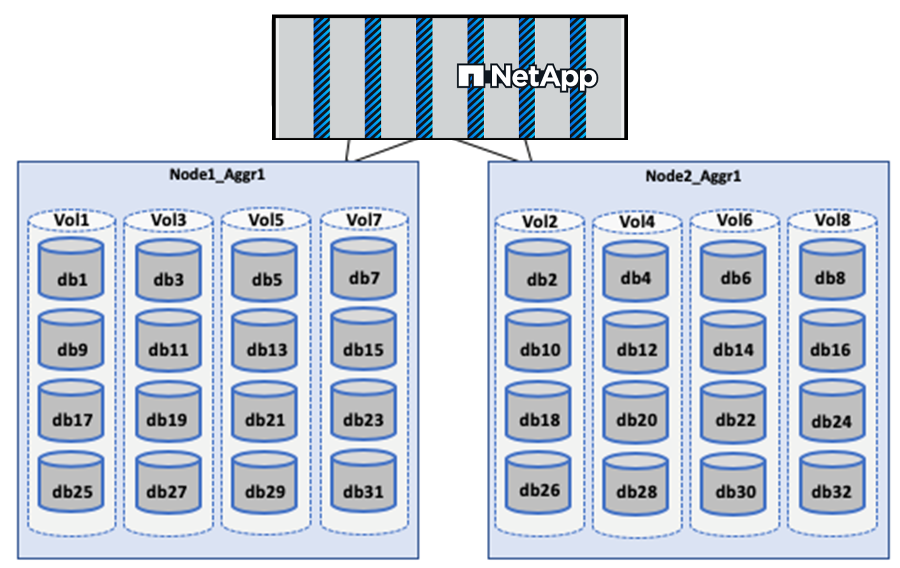 NetApp
Node1_Aggr1
Vol1 Vol3 Vol5 Vol7
db1 db3 db5 db7
db9 db11 db13 db15
db17 db19 db21 db23
db25 db27 db29 db31
Node2_Aggr1
Vol2 Vol4 Vol6 Vol8
db2 db4 db6 db8
db10 db12 db14 db16
db18 db20 db22 db24
db26 db28 db30 db32